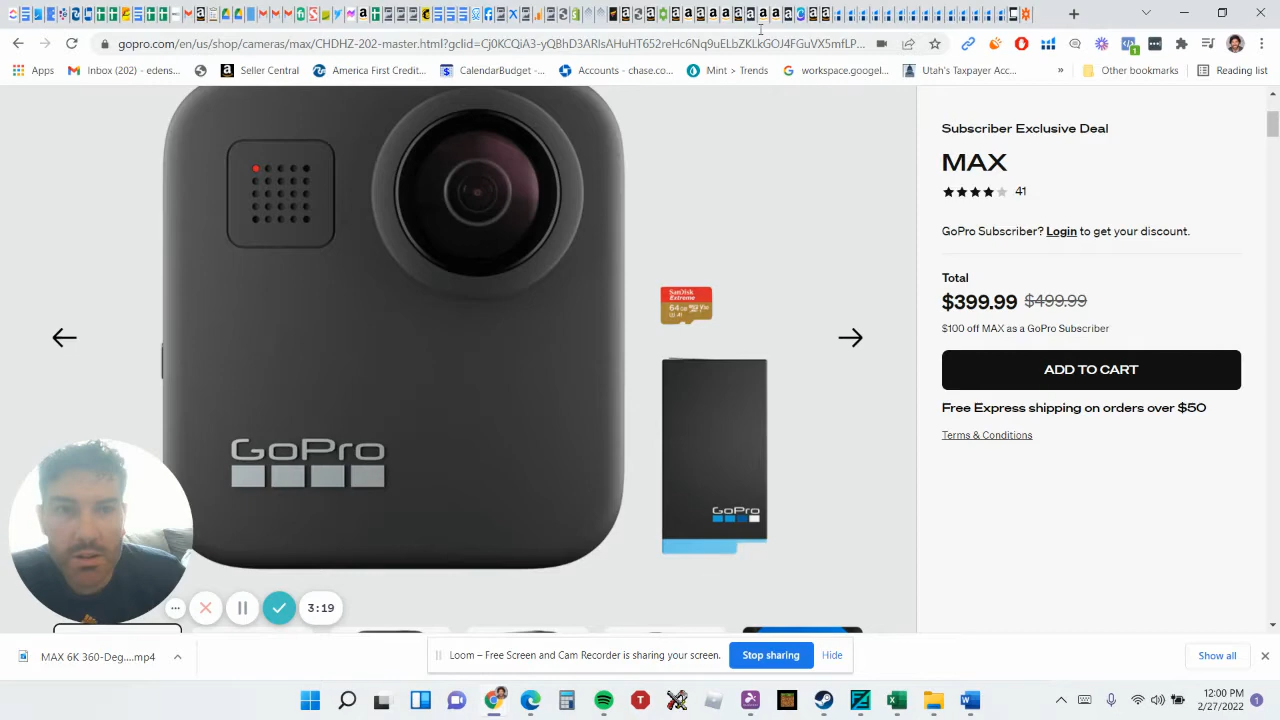 gopro.com/en/us/shop/cameras/max/CHDHZ-202-master.html?pclid=Cj0KCQiA3-yQBhD3ARIsAHuHT652reHc6Nq9uELbZKLkGOJ4FGuVX5mfLP...
Apps
Inbox (202) - edens...
Seller Central
America First Credit...
CalendarBudget -...
Accounts - chase.co...
Mint > Trends
workspace.googel...
Utah's Taxpayer Ac...
»
Other bookmarks
Reading list
Subscriber Exclusive Deal
MAX
41
GoPro Subscriber? Login to get your discount.
Total
$399.99 $499.99
$100 off MAX as a GoPro Subscriber
ADD TO CART
Free Express shipping on orders over $50
Terms & Conditions
SanDisk
Extreme
64GB
GoPro
GoPro
3:19
MAX 6K 360-Deg....mp4
Loom – Free Screen and Cam Recorder is sharing your screen.
Stop sharing
Hide
Show all
12:00 PM
2/27/2022